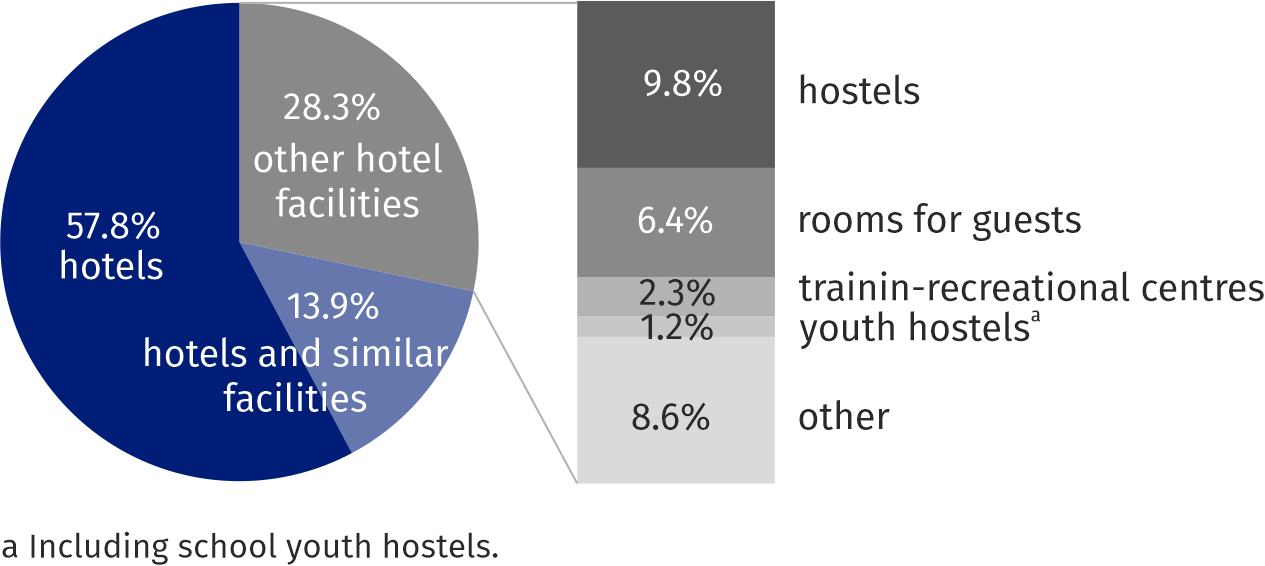 28.3%
other hotel
facilities
57.8%
hotels
13.9%
hotels and similar
facilities
9.8%
hostels
6.4%
rooms for guests
2.3%
trainin-recreational centres
1.2%
youth hostelsª
8.6%
other
a Including school youth hostels.